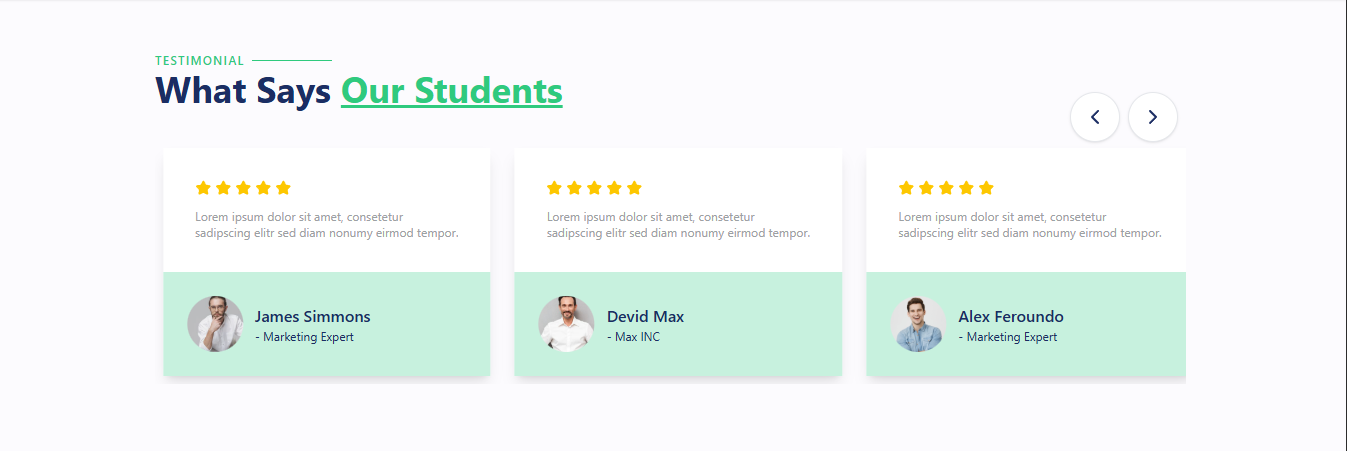 TESTIMONIAL
What Says Our Students
Lorem ipsum dolor sit amet, consetetur
sadipscing elitr sed diam nonumy eirmod tempor.
James Simmons
- Marketing Expert
Lorem ipsum dolor sit amet, consetetur
sadipscing elitr sed diam nonumy eirmod tempor.
Devid Max
- Max INC
Lorem ipsum dolor sit amet, consetetur
sadipscing elitr sed diam nonumy eirmod tempor.
Alex Feroundo
- Marketing Expert